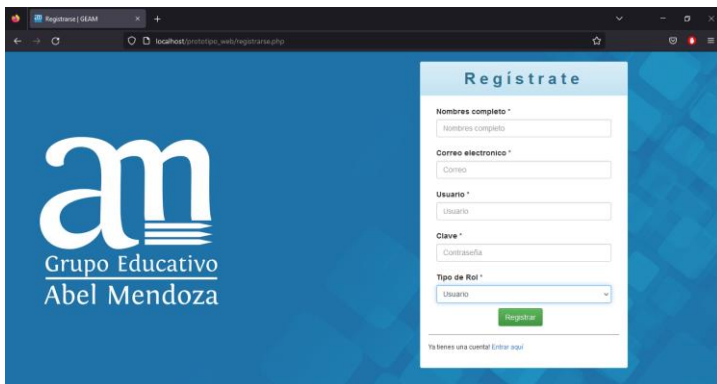 Registrarse | GEAM
localhost/prototipo_web/registrarse.php
am
Grupo Educativo
Abel Mendoza
Regístrate
Nombres completo *
Nombres completo
Correo electronico *
Correo
Usuario *
Usuario
Clave *
Contraseña
Tipo de Rol *
Usuario
Registrar
Ya tienes una cuenta! Entrar aquí